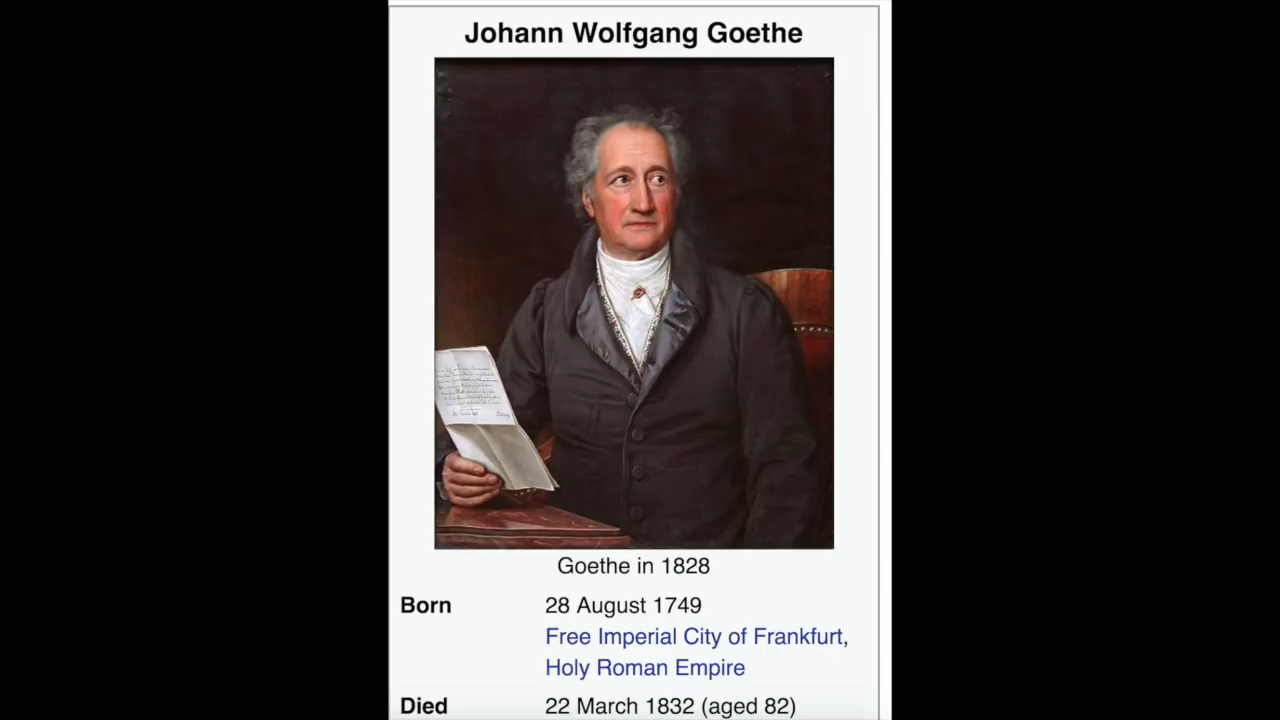 Johann Wolfgang Goethe
Goethe in 1828
Born 28 August 1749
Free Imperial City of Frankfurt,
Holy Roman Empire
Died 22 March 1832 (aged 82)